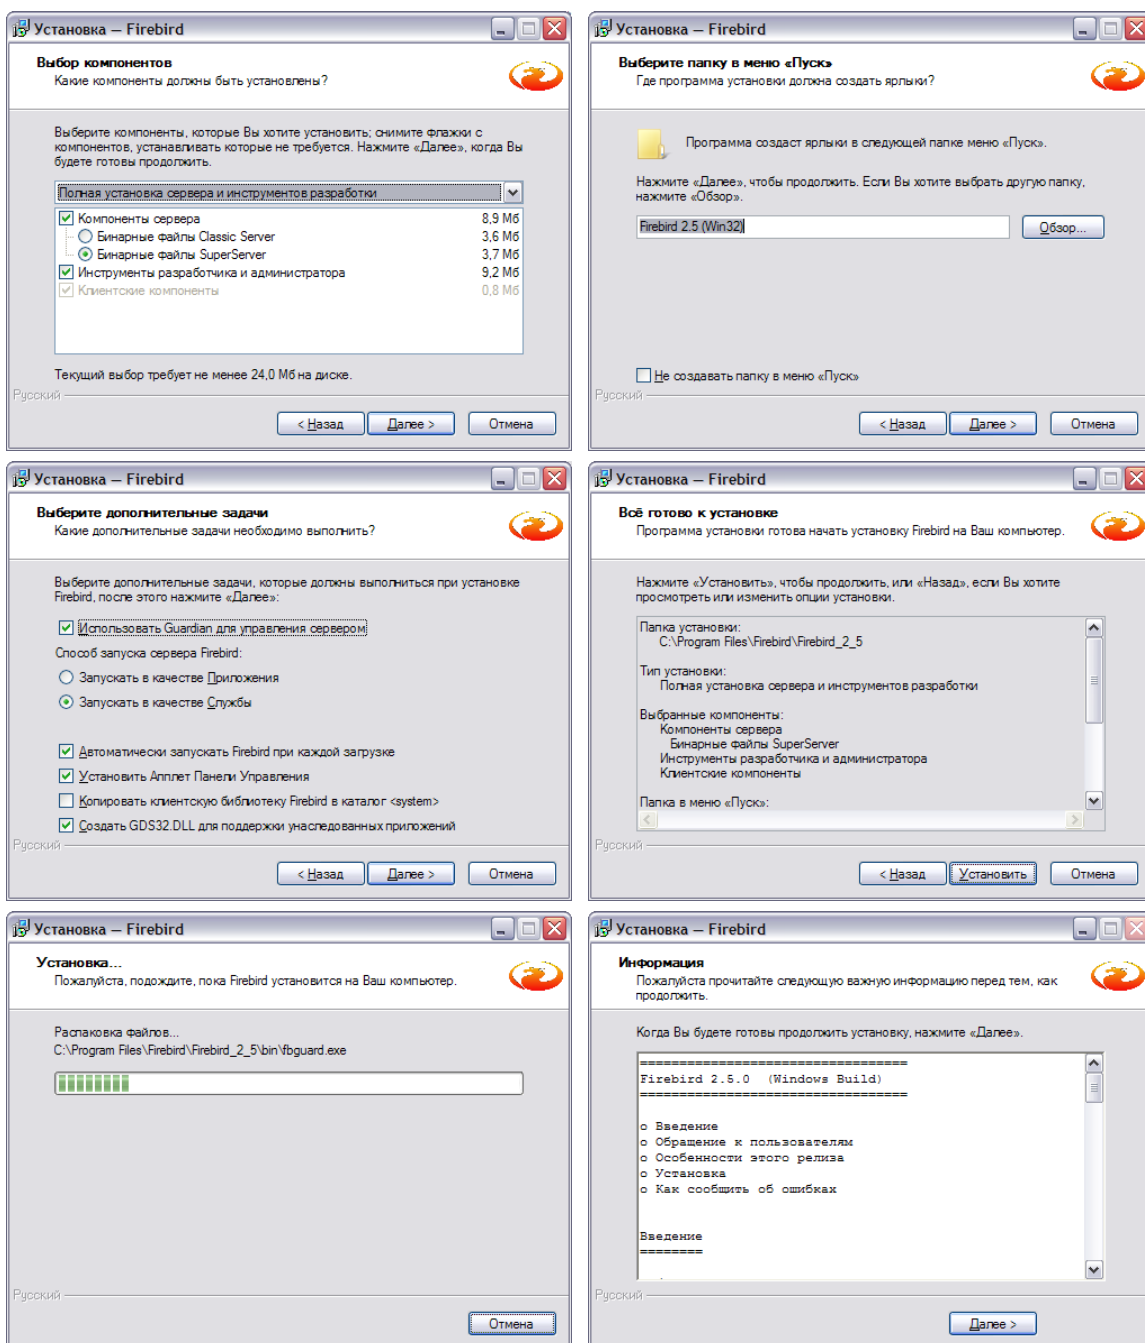 Установка — Firebird
Выбор компонентов
Какие компоненты должны быть установлены?
Выберите компоненты, которые Вы хотите установить; снимите флажки с
компонентов, устанавливать которые не требуется. Нажмите «Далее», когда Вы
будете готовы продолжить.
Полная установка сервера и инструментов разработки
Компоненты сервера 8,9 Мб
Бинарные файлы Classic Server 3,6 Мб
Бинарные файлы SuperServer 3,7 Мб
Инструменты разработчика и администратора 9,2 Мб
Клиентские компоненты 0,8 Мб
Текущий выбор требует не менее 24,0 Мб на диске.
Русский
< Назад Далее > Отмена
Установка — Firebird
Выберите папку в меню «Пуск»
Где программа установки должна создать ярлыки?
Программа создаст ярлыки в следующей папке меню «Пуск».
Нажмите «Далее», чтобы продолжить. Если Вы хотите выбрать другую папку,
нажмите «Обзор».
Firebird 2.5 (Win32) Обзор...
Не создавать папку в меню «Пуск»
Русский
< Назад Далее > Отмена
Установка — Firebird
Выберите дополнительные задачи
Какие дополнительные задачи необходимо выполнить?
Выберите дополнительные задачи, которые должны выполниться при установке
Firebird, после этого нажмите «Далее»:
Использовать Guardian для управления сервером
Способ запуска сервера Firebird:
Запускать в качестве Приложения
Запускать в качестве Службы
Автоматически запускать Firebird при каждой загрузке
Установить Апплет Панели Управления
Копировать клиентскую библиотеку Firebird в каталог <system>
Создать GDS32.DLL для поддержки унаследованных приложений
Русский
< Назад Далее > Отмена
Установка — Firebird
Всё готово к установке
Программа установки готова начать установку Firebird на Ваш компьютер.
Нажмите «Установить», чтобы продолжить, или «Назад», если Вы хотите
просмотреть или изменить опции установки.
Папка установки:
C:\Program Files\Firebird\Firebird_2_5
Тип установки:
Полная установка сервера и инструментов разработки
Выбранные компоненты:
Компоненты сервера
Бинарные файлы SuperServer
Инструменты разработчика и администратора
Клиентские компоненты
Папка в меню «Пуск»:
Русский
< Назад Установить Отмена
Установка — Firebird
Установка...
Пожалуйста, подождите, пока Firebird установится на Ваш компьютер.
Распаковка файлов...
C:\Program Files\Firebird\Firebird_2_5\bin\fbguard.exe
Русский
Отмена
Установка — Firebird
Информация
Пожалуйста прочитайте следующую важную информацию перед тем, как
продолжить.
Когда Вы будете готовы продолжить установку, нажмите «Далее».
==================================
Firebird 2.5.0 (Windows Build)
==================================
о Введение
о Обращение к пользователям
о Особенности этого релиза
о Установка
о Как сообщить об ошибках
Введение
========
Русский
Далее >